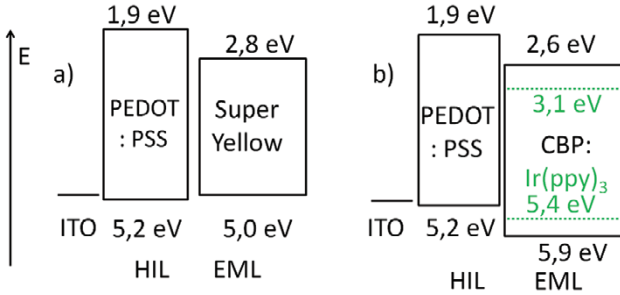 E
a)
1,9 eV
2,8 eV
PEDOT
: PSS
Super
Yellow
ITO
5,2 eV
5,0 eV
HIL
EML
b)
1,9 eV
2,6 eV
PEDOT
: PSS
3,1 eV
CBP:
Ir(ppy)₃
5,4 eV
ITO
5,2 eV
5,9 eV
HIL
EML